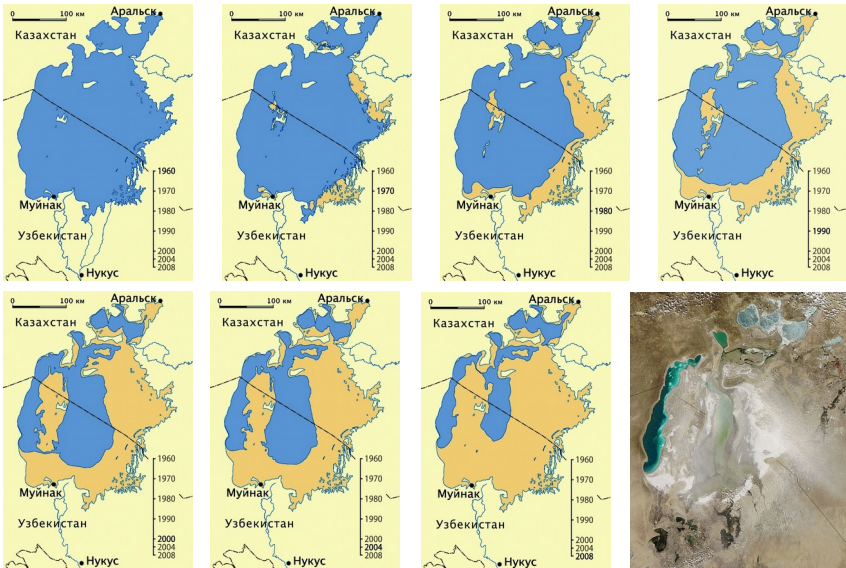 0 100 км
Аральск
Казахстан
1960
1970
1980
1990
2000
2004
2008
Муйнак
Узбекистан
Нукус
0 100 км
Аральск
Казахстан
1960
1970
1980
1990
2000
2004
2008
Муйнак
Узбекистан
Нукус
0 100 км
Аральск
Казахстан
1960
1970
1980
1990
2000
2004
2008
Муйнак
Узбекистан
Нукус
0 100 км
Аральск
Казахстан
1960
1970
1980
1990
2000
2004
2008
Муйнак
Узбекистан
Нукус
0 100 км
Аральск
Казахстан
1960
1970
1980
1990
2000
2004
2008
Муйнак
Узбекистан
Нукус
0 100 км
Аральск
Казахстан
1960
1970
1980
1990
2000
2004
2008
Муйнак
Узбекистан
Нукус
0 100 км
Аральск
Казахстан
1960
1970
1980
1990
2000
2004
2008
Муйнак
Узбекистан
Нукус